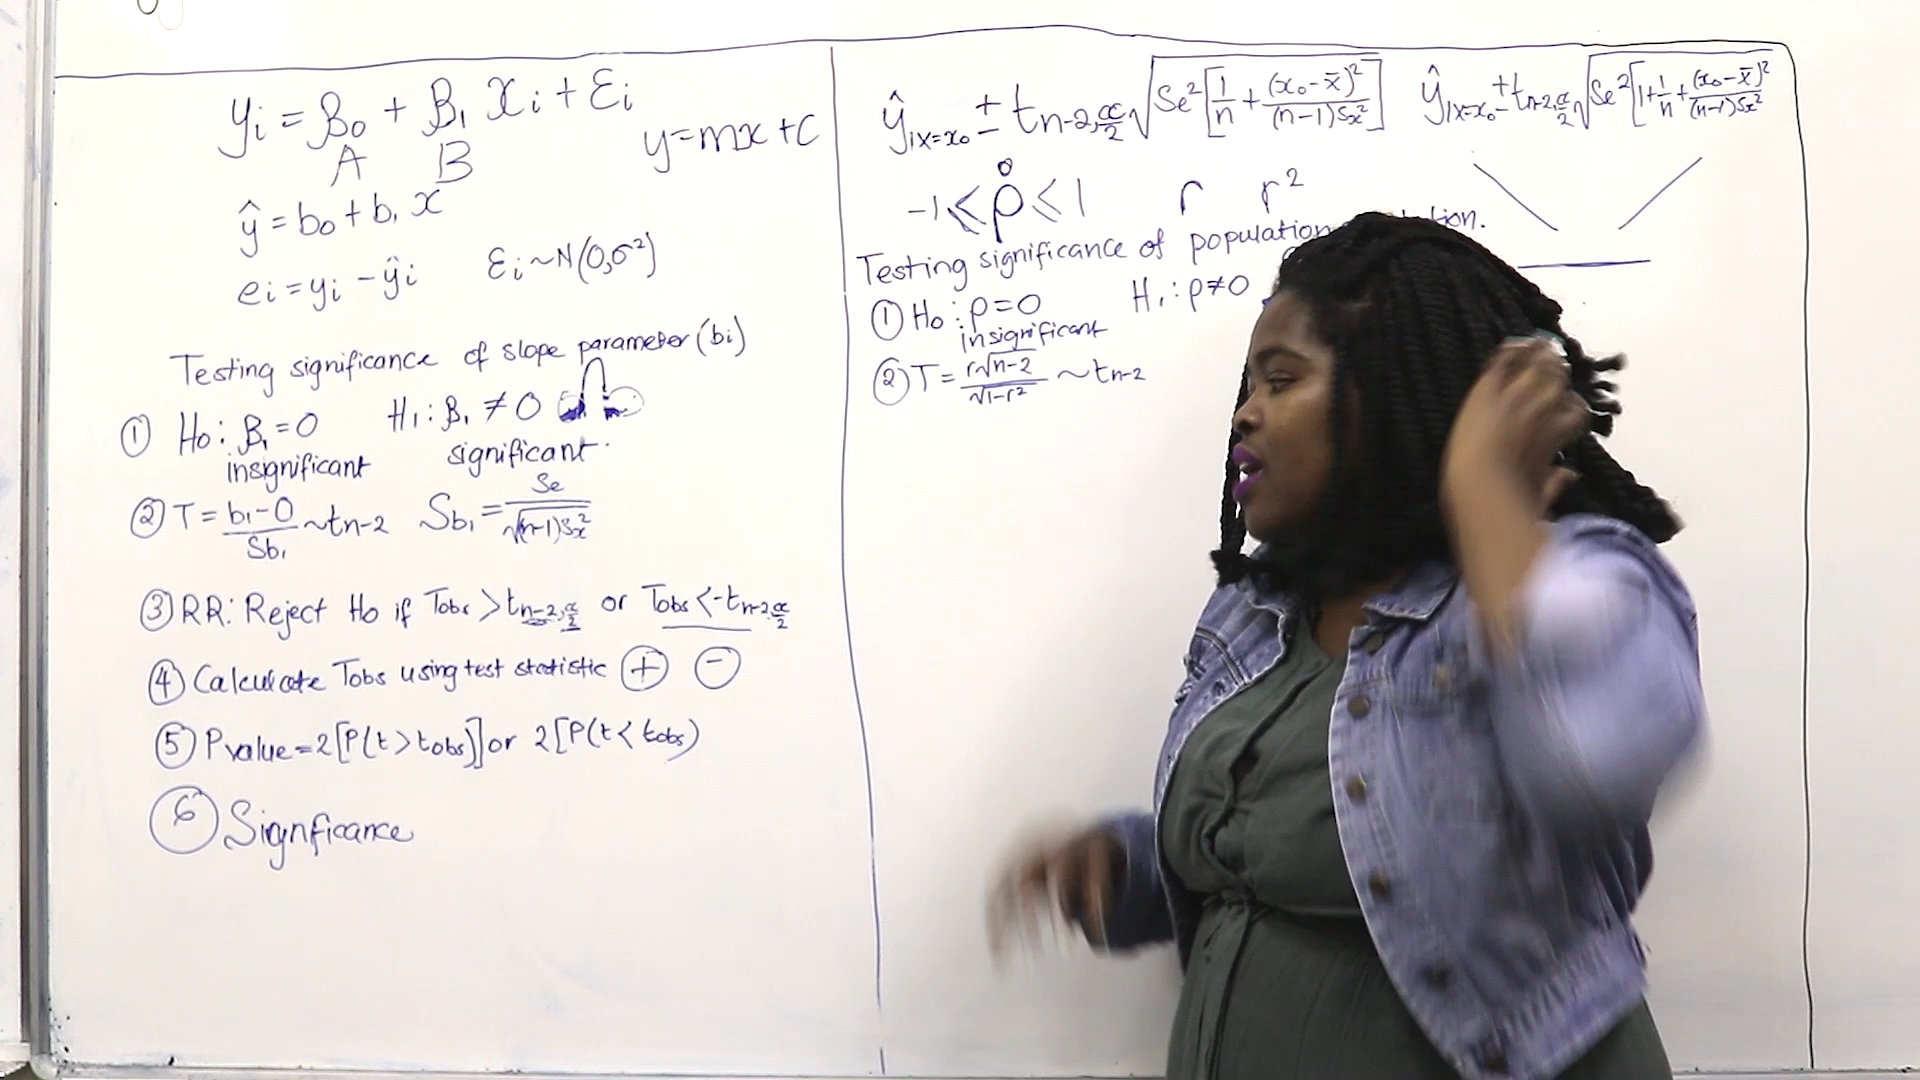 yi = β0 + β1 xi + Ɛi
A B
y = mx + c
ŷ = b0 + b1 x
ei = yi − ŷi Ɛi ~ N(0,σ²)
Testing significance of slope parameter (bi)
① H0: β1 = 0 H1: β1 ≠ 0
insignificant significant
② T = (b1 − 0)/Sb1 ~ tn−2 Sb1 = Se/√((n−1)Sx²)
③ RR: Reject H0 if Tobs > tn−2,α/2 or Tobs < −tn−2,α/2
④ Calculate Tobs using test statistic + −
⑤ P value = 2[P(t > tobs)] or 2[P(t < tobs)
⑥ Signficance
ŷ|x=x0 ± tn−2,α/2 √(Se²[1/n + (x0 − x̄)²/((n−1)Sx²)]) ŷ|x=x0 ± tn−2,α/2 √(Se²[1 + 1/n + (x0 − x̄)²/((n−1)Sx²)
0
−1 ≤ ρ ≤ 1 r r²
Testing significance of population
① H0: ρ = 0 H1: ρ ≠ 0
insignificant
② T = r√n−2/√1−r² ~ tn−2